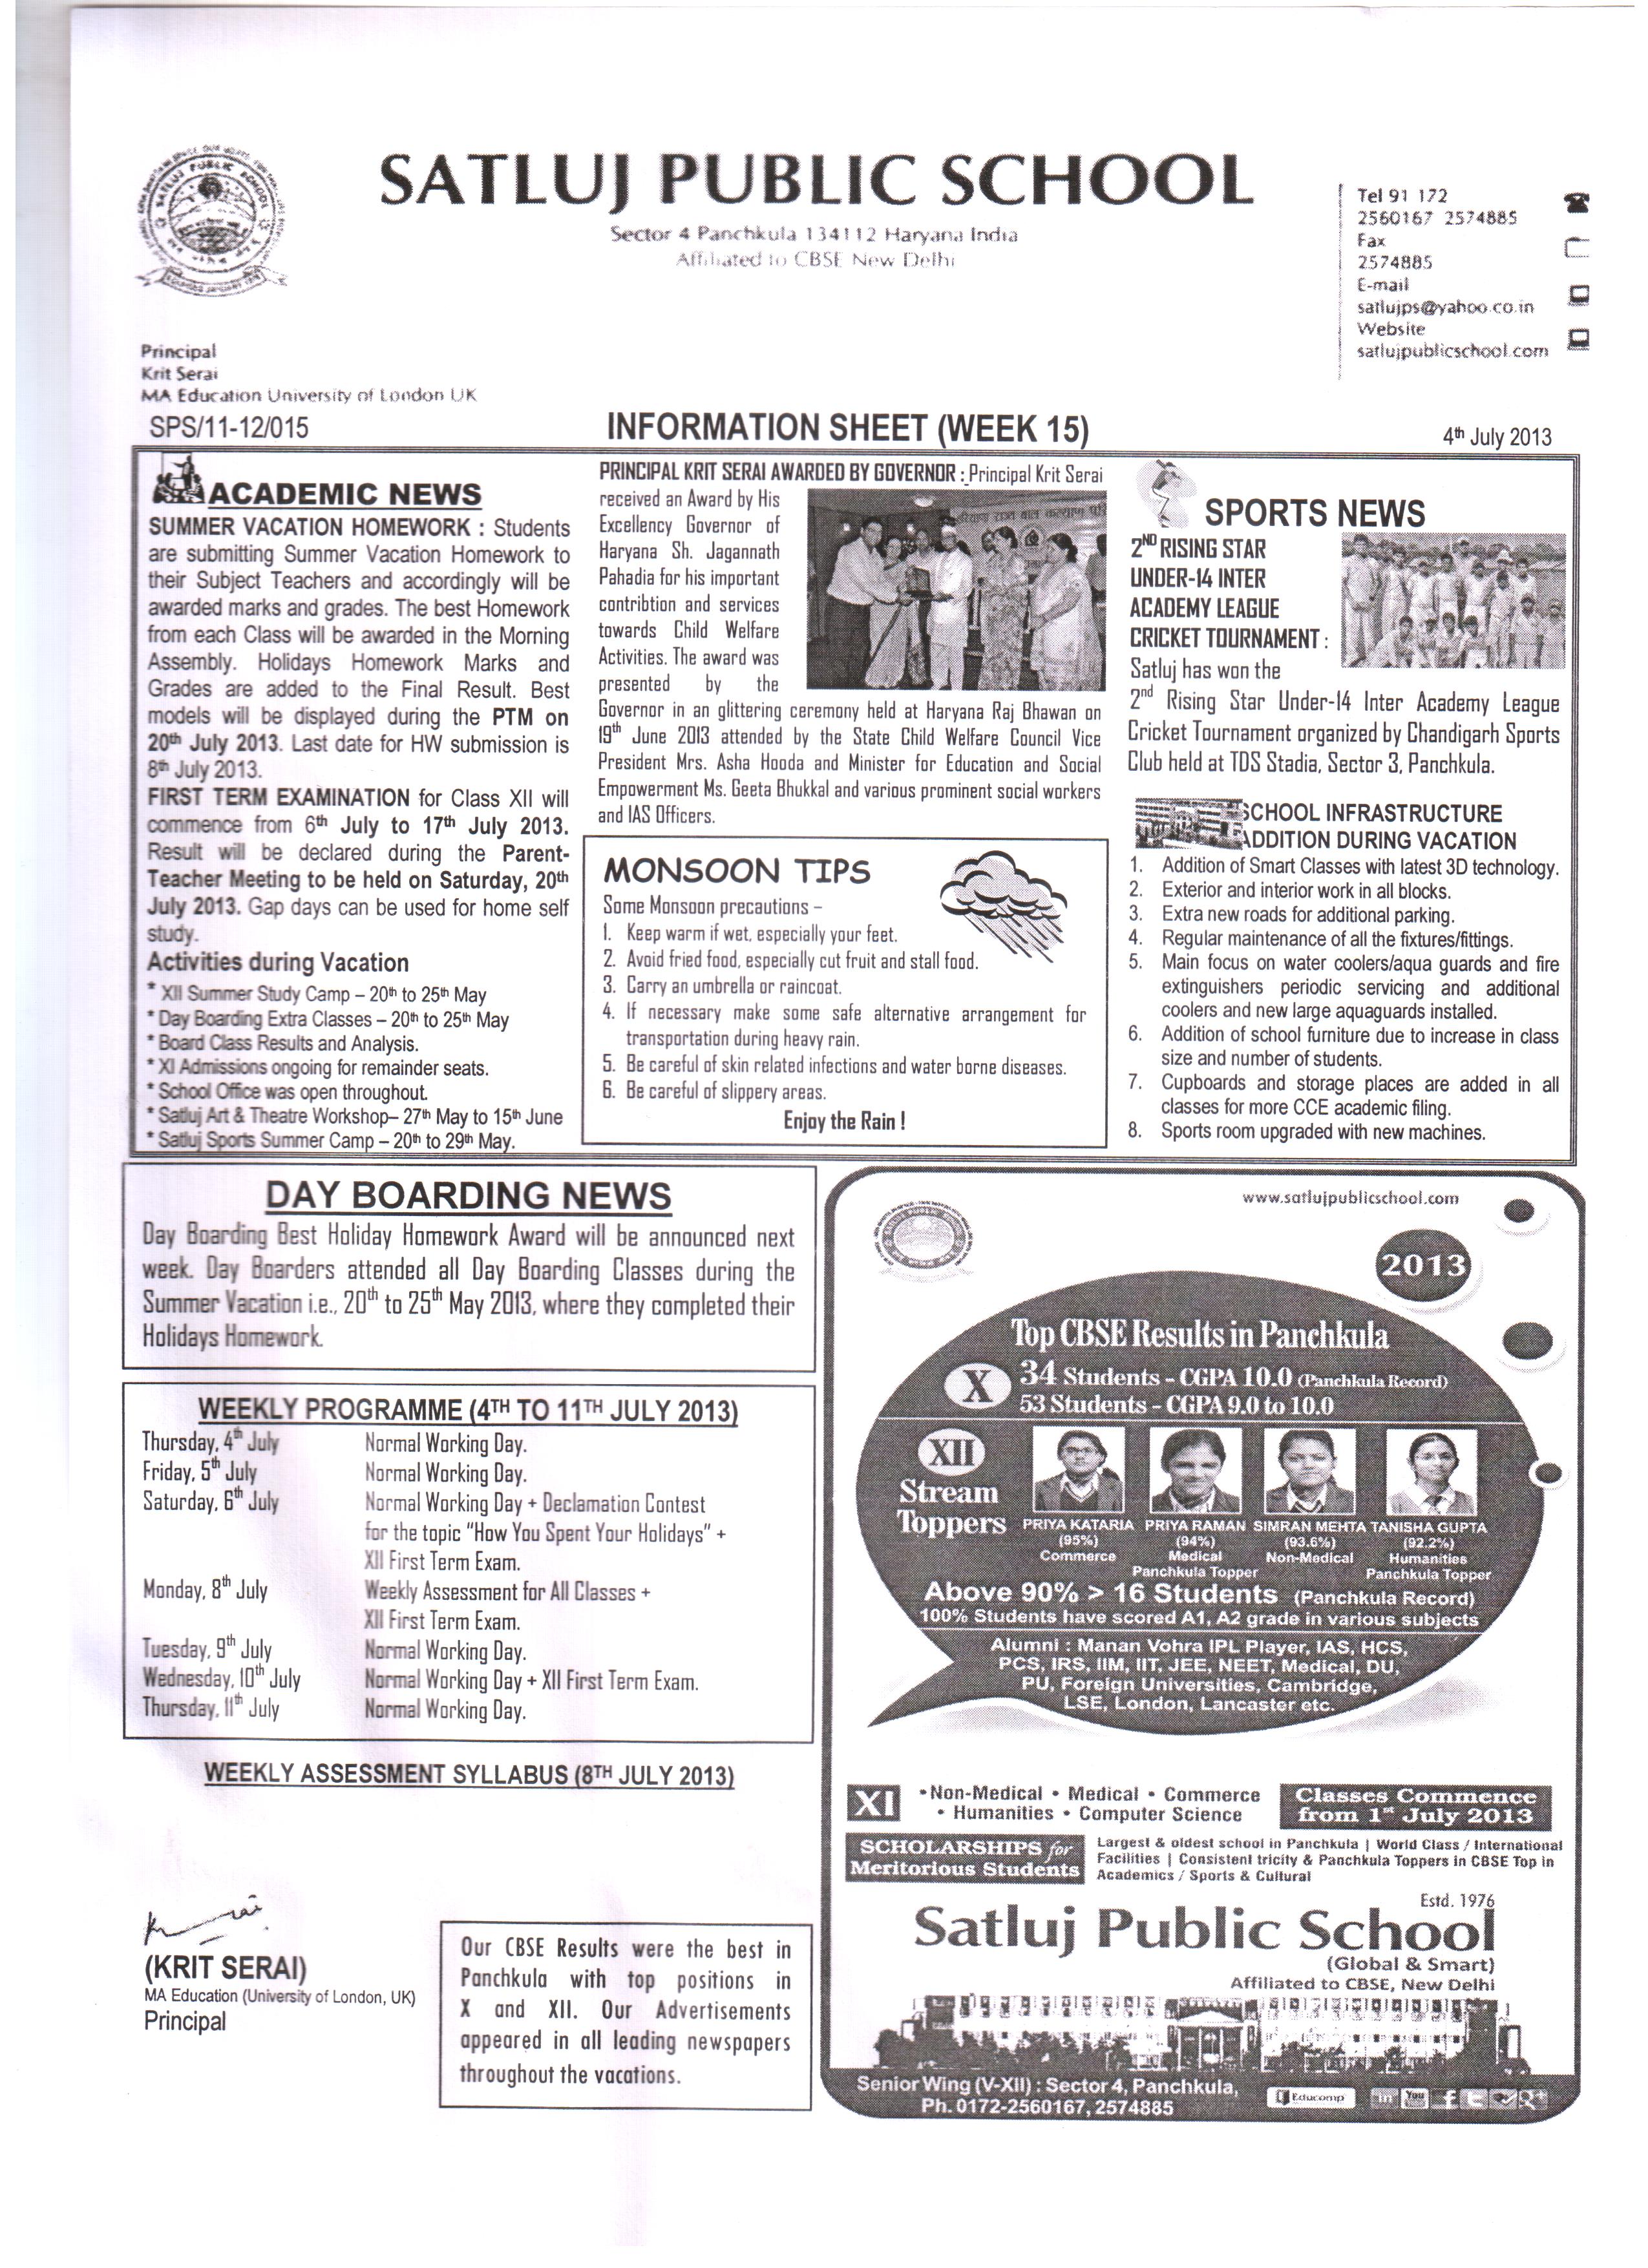 SATLUJ PUBLIC SCHOOL
Sector 4 Panchkula 134112 Haryana India
Affiliated to CBSE New Delhi
Tel 91 172
2560167 2574885
Fax
2574885
E-mail
satlujps@yahoo.co.in
Website
satlujpublicschool.com
Principal
Krit Serai
MA Education University of London UK
SPS/11-12/015
INFORMATION SHEET (WEEK 15)
4th July 2013
ACADEMIC NEWS
SUMMER VACATION HOMEWORK : Students
are submitting Summer Vacation Homework to
their Subject Teachers and accordingly will be
awarded marks and grades. The best Homework
from each Class will be awarded in the Morning
Assembly. Holidays Homework Marks and
Grades are added to the Final Result. Best
models will be displayed during the PTM on
20th July 2013. Last date for HW submission is
8th July 2013.
FIRST TERM EXAMINATION for Class XII will
commence from 6th July to 17th July 2013.
Result will be declared during the Parent-
Teacher Meeting to be held on Saturday, 20th
July 2013. Gap days can be used for home self
study.
Activities during Vacation
* XII Summer Study Camp – 20th to 25th May
* Day Boarding Extra Classes – 20th to 25th May
* Board Class Results and Analysis.
* XI Admissions ongoing for remainder seats.
* School Office was open throughout.
* Satluj Art & Theatre Workshop– 27th May to 15th June
* Satluj Sports Summer Camp – 20th to 29th May.
PRINCIPAL KRIT SERAI AWARDED BY GOVERNOR : Principal Krit Serai
received an Award by His
Excellency Governor of
Haryana Sh. Jagannath
Pahadia for his important
contribtion and services
towards Child Welfare
Activities. The award was
presented by the
Governor in an glittering ceremony held at Haryana Raj Bhawan on
19th June 2013 attended by the State Child Welfare Council Vice
President Mrs. Asha Hooda and Minister for Education and Social
Empowerment Ms. Geeta Bhukkal and various prominent social workers
and IAS Officers.
राज्य बाल कल्याण
MONSOON TIPS
Some Monsoon precautions –
1. Keep warm if wet, especially your feet.
2. Avoid fried food, especially cut fruit and stall food.
3. Carry an umbrella or raincoat.
4. If necessary make some safe alternative arrangement for
transportation during heavy rain.
5. Be careful of skin related infections and water borne diseases.
6. Be careful of slippery areas.
Enjoy the Rain !
SPORTS NEWS
2ND RISING STAR
UNDER-14 INTER
ACADEMY LEAGUE
CRICKET TOURNAMENT :
Satluj has won the
2nd Rising Star Under-14 Inter Academy League
Cricket Tournament organized by Chandigarh Sports
Club held at TDS Stadia, Sector 3, Panchkula.
SCHOOL INFRASTRUCTURE
ADDITION DURING VACATION
1. Addition of Smart Classes with latest 3D technology.
2. Exterior and interior work in all blocks.
3. Extra new roads for additional parking.
4. Regular maintenance of all the fixtures/fittings.
5. Main focus on water coolers/aqua guards and fire
extinguishers periodic servicing and additional
coolers and new large aquaguards installed.
6. Addition of school furniture due to increase in class
size and number of students.
7. Cupboards and storage places are added in all
classes for more CCE academic filing.
8. Sports room upgraded with new machines.
DAY BOARDING NEWS
Day Boarding Best Holiday Homework Award will be announced next
week. Day Boarders attended all Day Boarding Classes during the
Summer Vacation i.e., 20th to 25th May 2013, where they completed their
Holidays Homework.
WEEKLY PROGRAMME (4TH TO 11TH JULY 2013)
Thursday, 4th July Normal Working Day.
Friday, 5th July Normal Working Day.
Saturday, 6th July Normal Working Day + Declamation Contest
for the topic "How You Spent Your Holidays" +
XII First Term Exam.
Monday, 8th July Weekly Assessment for All Classes +
XII First Term Exam.
Tuesday, 9th July Normal Working Day.
Wednesday, 10th July Normal Working Day + XII First Term Exam.
Thursday, 11th July Normal Working Day.
WEEKLY ASSESSMENT SYLLABUS (8TH JULY 2013)
(KRIT SERAI)
MA Education (University of London, UK)
Principal
Our CBSE Results were the best in
Panchkula with top positions in
X and XII. Our Advertisements
appeared in all leading newspapers
throughout the vacations.
www.satlujpublicschool.com
2013
Top CBSE Results in Panchkula
X 34 Students - CGPA 10.0 (Panchkula Record)
53 Students - CGPA 9.0 to 10.0
XII
Stream
Toppers
PRIYA KATARIA PRIYA RAMAN SIMRAN MEHTA TANISHA GUPTA
(95%) (94%) (93.6%) (92.2%)
Commerce Medical Non-Medical Humanities
Panchkula Topper Panchkula Topper
Above 90% > 16 Students (Panchkula Record)
100% Students have scored A1, A2 grade in various subjects
Alumni : Manan Vohra IPL Player, IAS, HCS,
PCS, IRS, IIM, IIT, JEE, NEET, Medical, DU,
PU, Foreign Universities, Cambridge,
LSE, London, Lancaster etc.
XI • Non-Medical • Medical • Commerce
• Humanities • Computer Science
Classes Commence
from 1st July 2013
SCHOLARSHIPS for
Meritorious Students
Largest & oldest school in Panchkula | World Class / International
Facilities | Consistent tricity & Panchkula Toppers in CBSE Top in
Academics / Sports & Cultural
Estd. 1976
Satluj Public School
(Global & Smart)
Affiliated to CBSE, New Delhi
Senior Wing (V-XII) : Sector 4, Panchkula,
Ph. 0172-2560167, 2574885
Educomp
in You f t g+